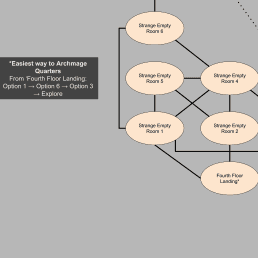 Strange Empty
Room 6
*Easiest way to Archmage
Quarters
From 'Fourth Floor Landing:
Option 1 → Option 6 → Option 3
→ Explore
Strange Empty
Room 5
Strange Empty
Room 4
Strange Empty
Room 1
Strange Empty
Room 2
Fourth Floor
Landing*